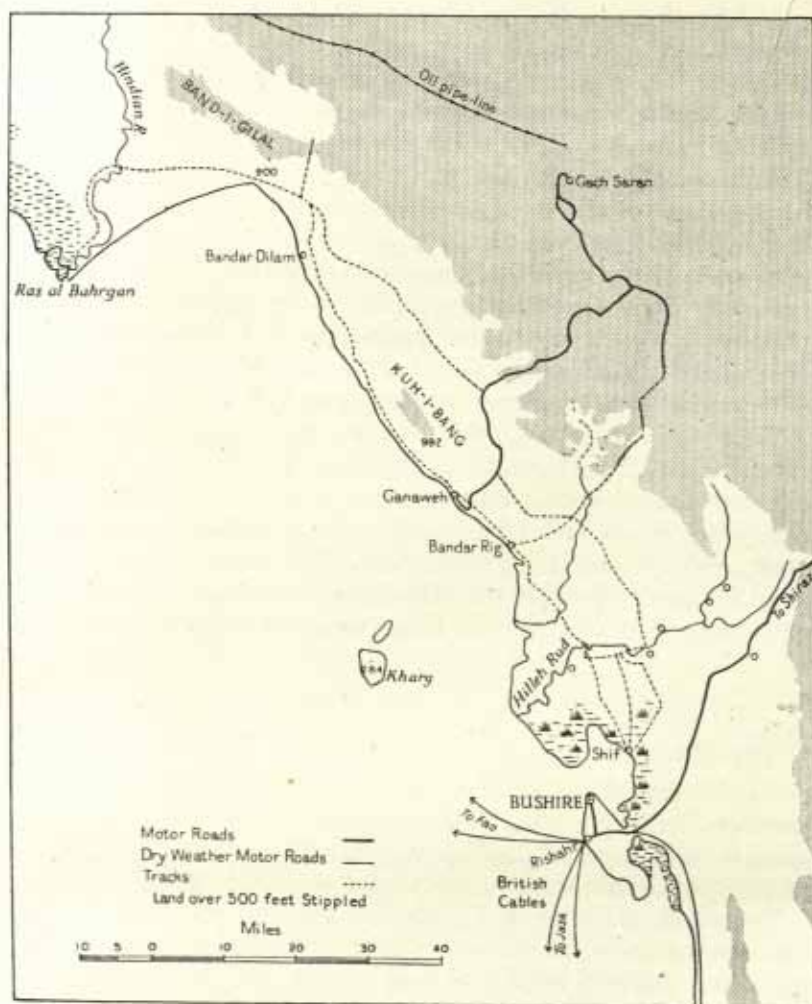 Oil pipe-line
Hindian
BAND-I-GILAL
Gach Saran
900
Bandar Dilam
Ras al Bahrgan
KUH-I-BANG
992
Ganaweh
Bandar Rig
To Shiraz
Hilleh Rud
284
Kharg
Shif
BUSHIRE
To Fao
Rishahr
British
Cables
To Jask
Motor Roads
Dry Weather Motor Roads
Tracks
Land over 500 feet Stippled
Miles
10 5 0 10 20 30 40